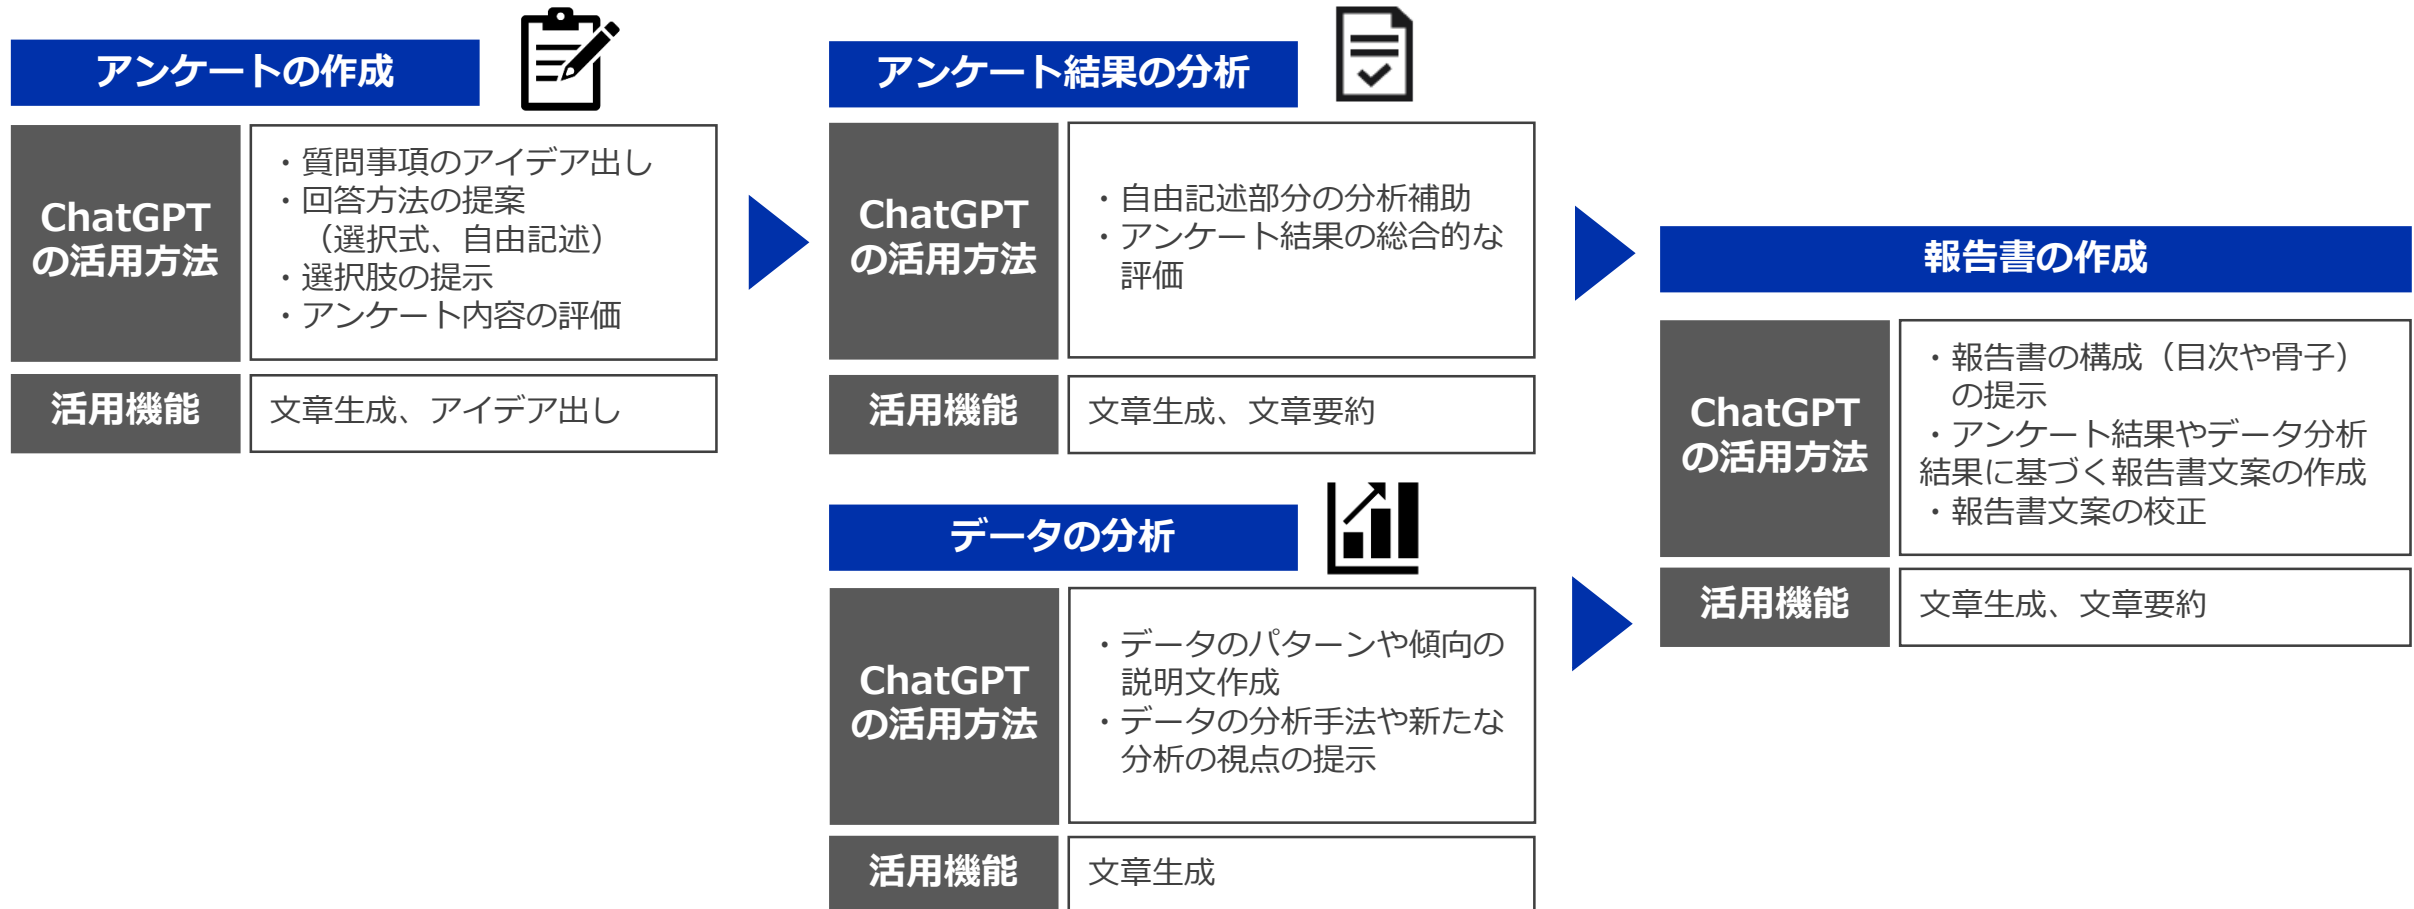 アンケートの作成
ChatGPT
の活用方法
・質問事項のアイデア出し
・回答方法の提案
（選択式、自由記述）
・選択肢の提示
・アンケート内容の評価
活用機能
文章生成、アイデア出し
アンケート結果の分析
ChatGPT
の活用方法
・自由記述部分の分析補助
・アンケート結果の総合的な
評価
活用機能
文章生成、文章要約
データの分析
ChatGPT
の活用方法
・データのパターンや傾向の
説明文作成
・データの分析手法や新たな
分析の視点の提示
活用機能
文章生成
報告書の作成
ChatGPT
の活用方法
・報告書の構成（目次や骨子）
の提示
・アンケート結果やデータ分析
結果に基づく報告書文案の作成
・報告書文案の校正
活用機能
文章生成、文章要約